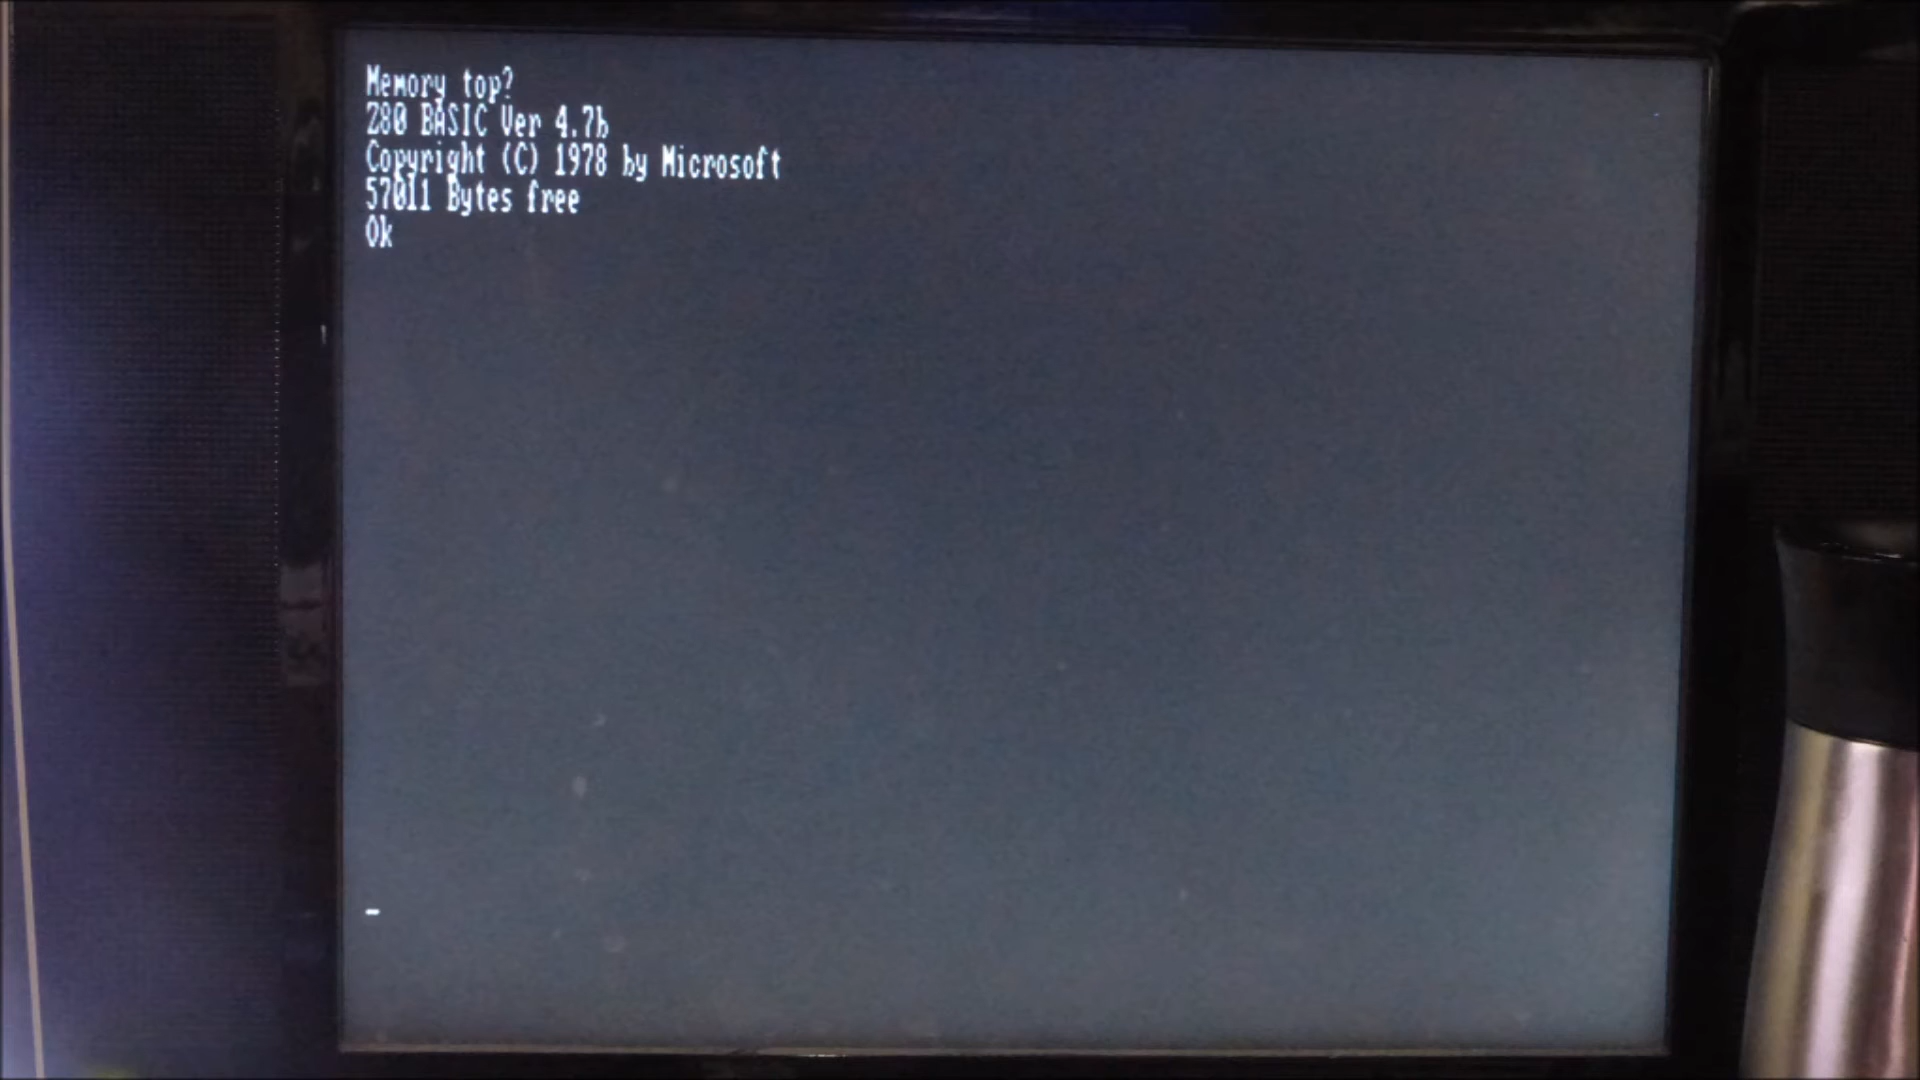 Memory top?
Z80 BASIC Ver 4.7b
Copyright (C) 1978 by Microsoft
57011 Bytes free
Ok